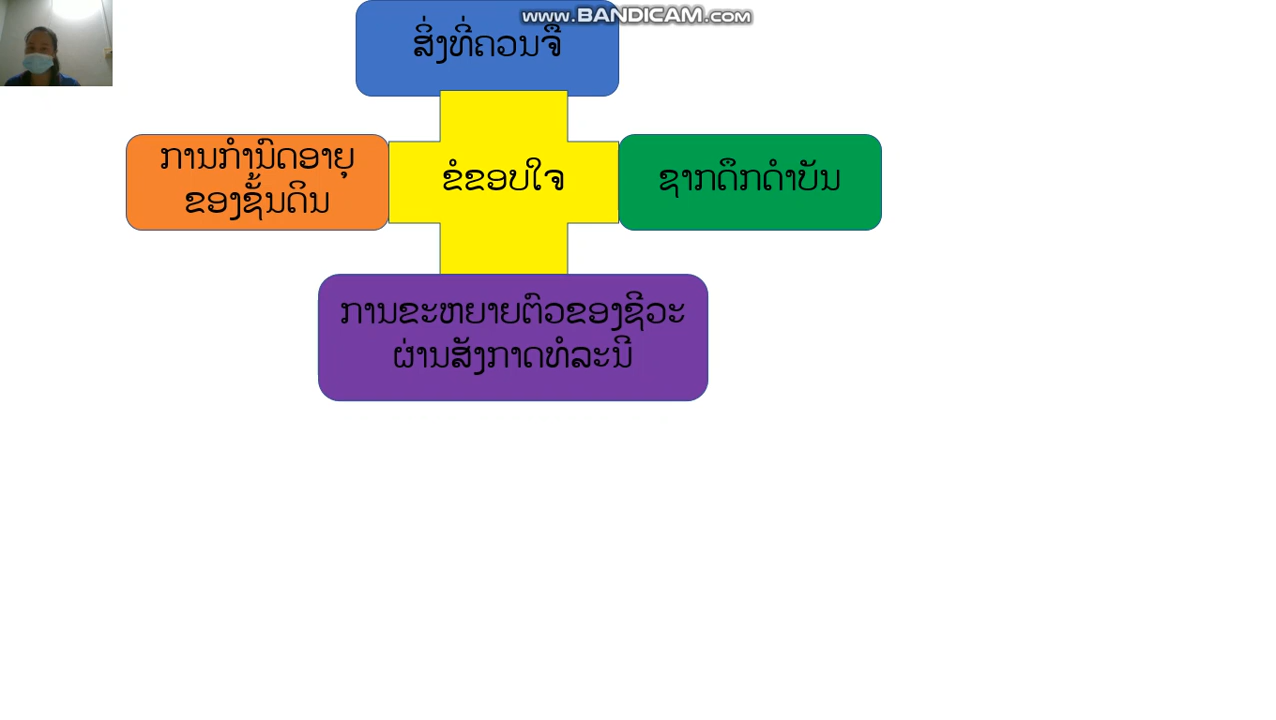 www.BANDICAM.com
ສິ່ງທີ່ຄວນຈື່
ການກຳນົດອາຍຸ
ຂອງຊັ້ນດິນ
ຂໍຂອບໃຈ
ຊາກດຶກດຳບັນ
ການຂະຫຍາຍຕົວຂອງຊີວະ
ຜ່ານສັງກາດທໍລະນີ